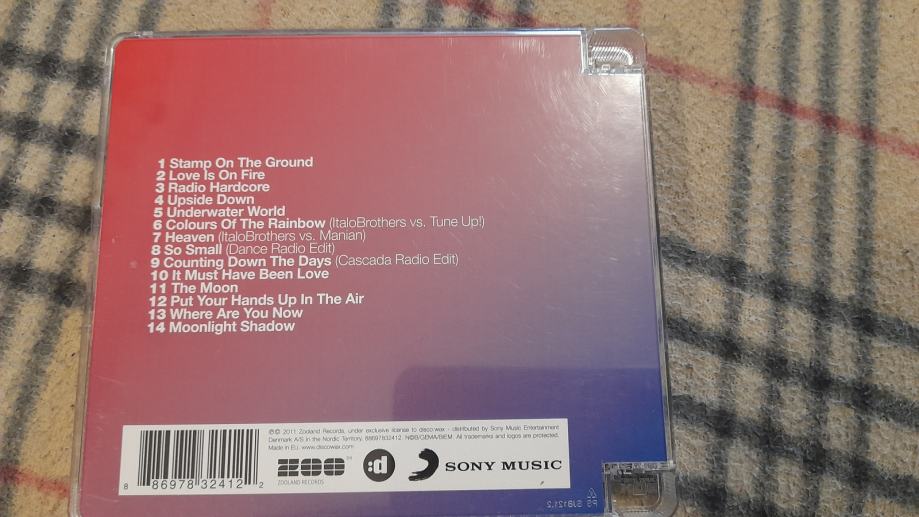 1 Stamp On The Ground
2 Love Is On Fire
3 Radio Hardcore
4 Upside Down
5 Underwater World
6 Colours Of The Rainbow (ItaloBrothers vs. Tune Up!)
7 Heaven (ItaloBrothers vs. Manian)
8 So Small (Dance Radio Edit)
9 Counting Down The Days (Cascada Radio Edit)
10 It Must Have Been Love
11 The Moon
12 Put Your Hands Up In The Air
13 Where Are You Now
14 Moonlight Shadow
℗© 2011 Zooland Records, under exclusive license to disco:wax - distributed by Sony Music Entertainment
Denmark A/S in the Nordic Territory. 88697832412. NCB/GEMA/BIEM. All trademarks and logos are protected.
Made in EU. www.discowax.com
8 86978 32412 2
ZOO
ZOOLAND RECORDS
:d
SONY MUSIC